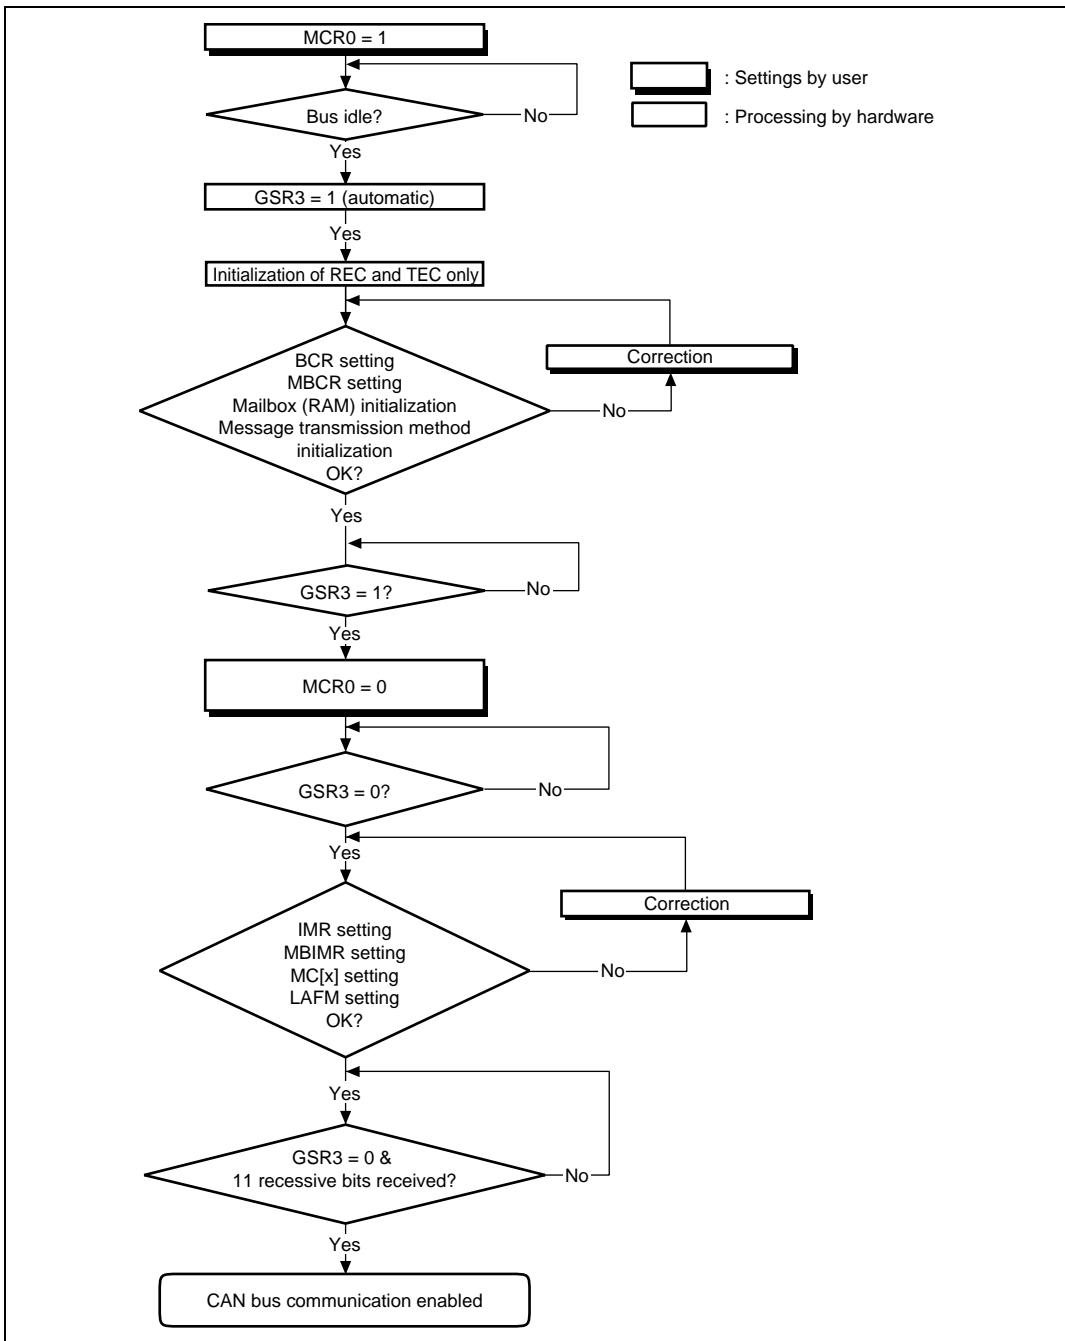 MCR0 = 1
: Settings by user
Bus idle?
No
: Processing by hardware
Yes
GSR3 = 1 (automatic)
Yes
Initialization of REC and TEC only
Correction
BCR setting
MBCR setting
Mailbox (RAM) initialization
Message transmission method
initialization
OK?
No
Yes
GSR3 = 1?
No
Yes
MCR0 = 0
GSR3 = 0?
No
Yes
Correction
IMR setting
MBIMR setting
MC[x] setting
LAFM setting
OK?
No
Yes
GSR3 = 0 &
11 recessive bits received?
No
Yes
CAN bus communication enabled